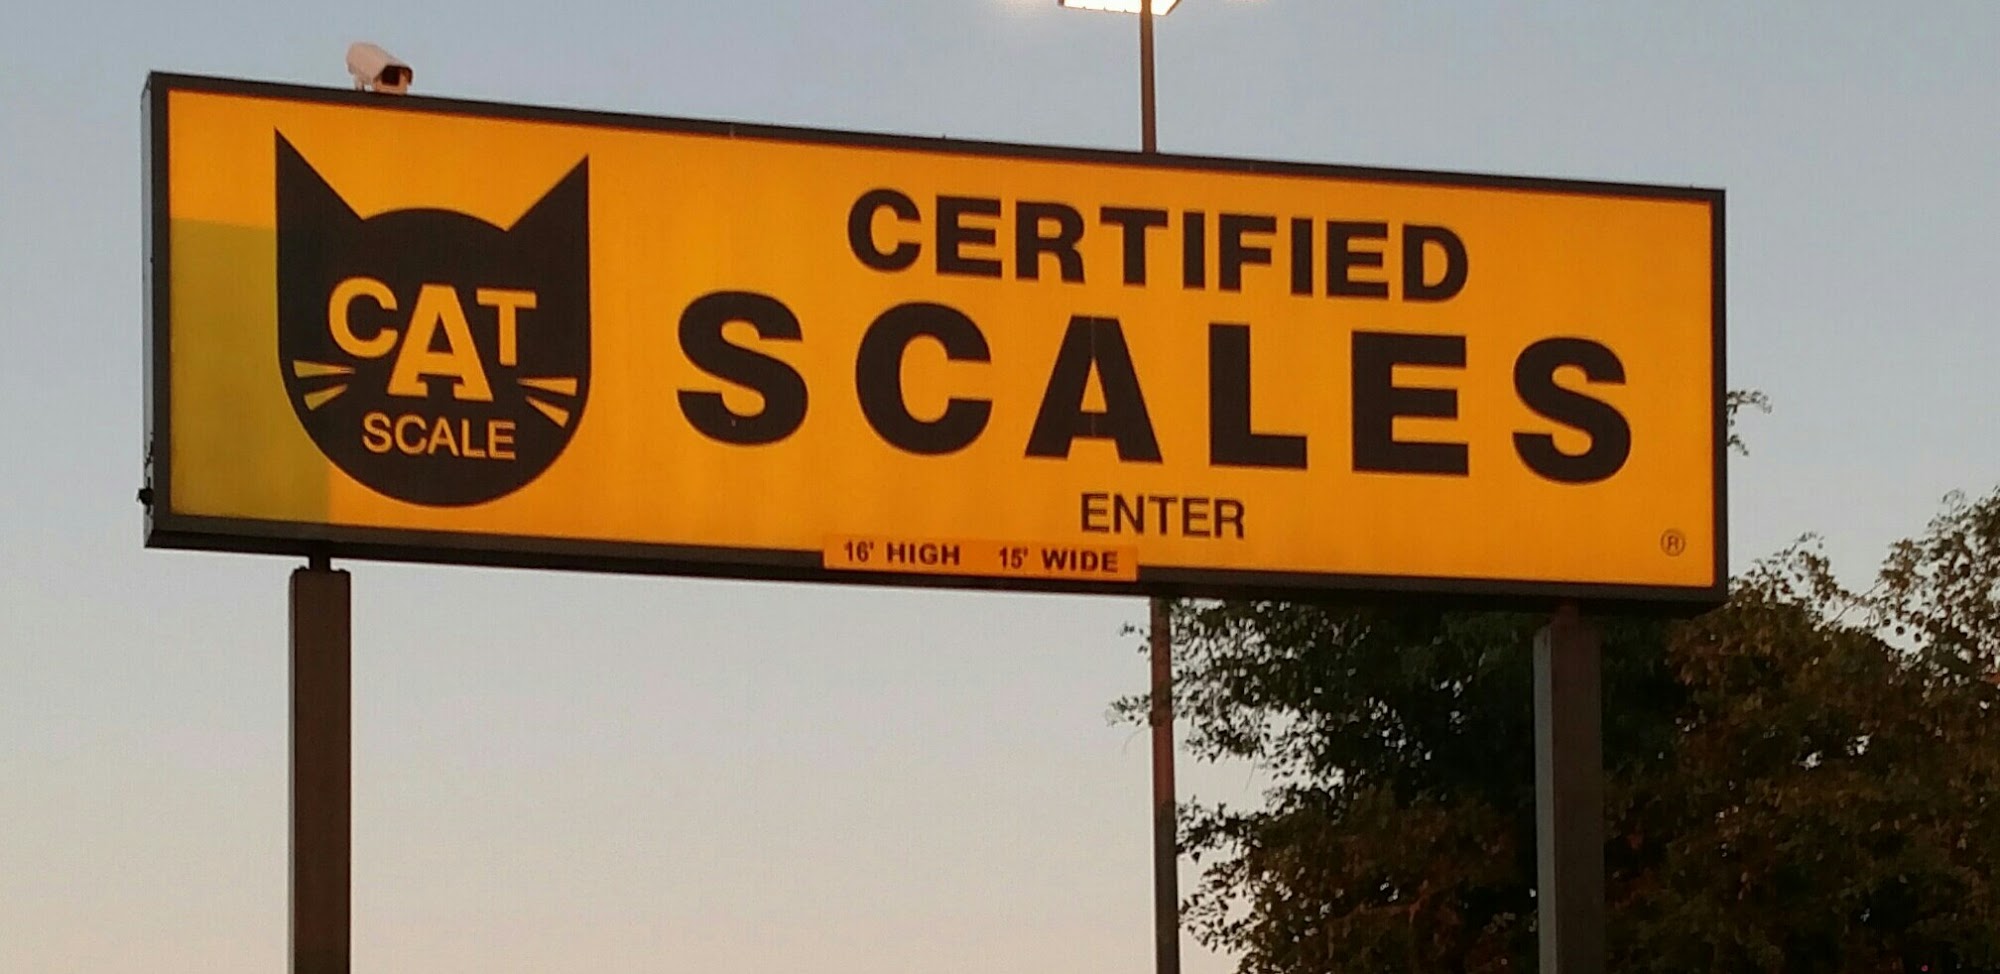 CAT
SCALE
CERTIFIED
SCALES
ENTER
16' HIGH 15' WIDE
®